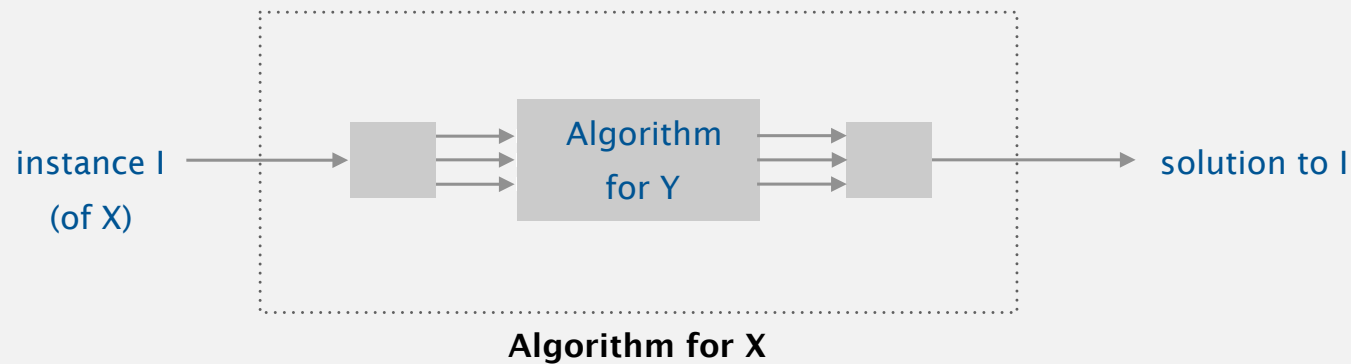 instance I
(of X)
Algorithm
for Y
solution to I
Algorithm for X